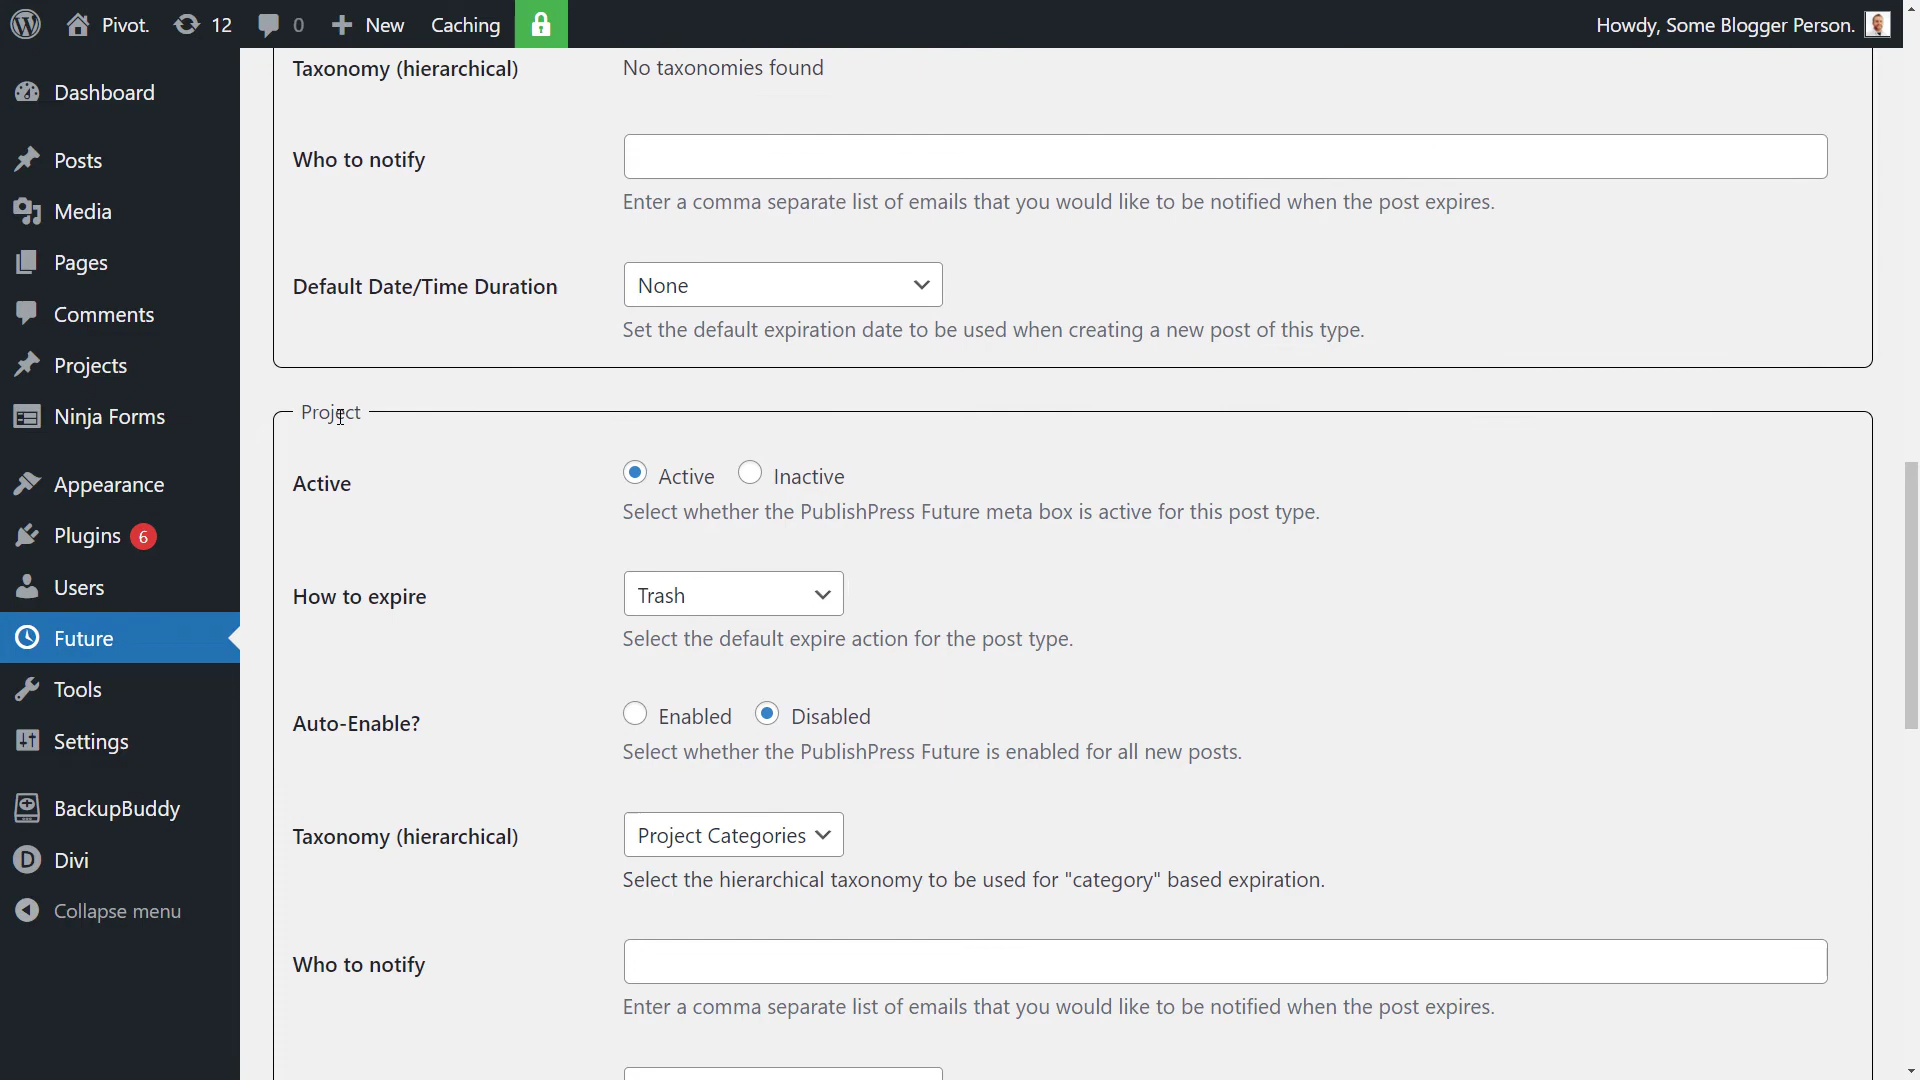 Pivot. 12 0 New Caching Howdy, Some Blogger Person.
Dashboard
Posts
Media
Pages
Comments
Projects
Ninja Forms
Appearance
Plugins 6
Users
Future
Tools
Settings
BackupBuddy
Divi
Collapse menu
Taxonomy (hierarchical) No taxonomies found
Who to notify
Enter a comma separate list of emails that you would like to be notified when the post expires.
Default Date/Time Duration None
Set the default expiration date to be used when creating a new post of this type.
Project
Active Active Inactive
Select whether the PublishPress Future meta box is active for this post type.
How to expire Trash
Select the default expire action for the post type.
Auto-Enable? Enabled Disabled
Select whether the PublishPress Future is enabled for all new posts.
Taxonomy (hierarchical) Project Categories
Select the hierarchical taxonomy to be used for "category" based expiration.
Who to notify
Enter a comma separate list of emails that you would like to be notified when the post expires.